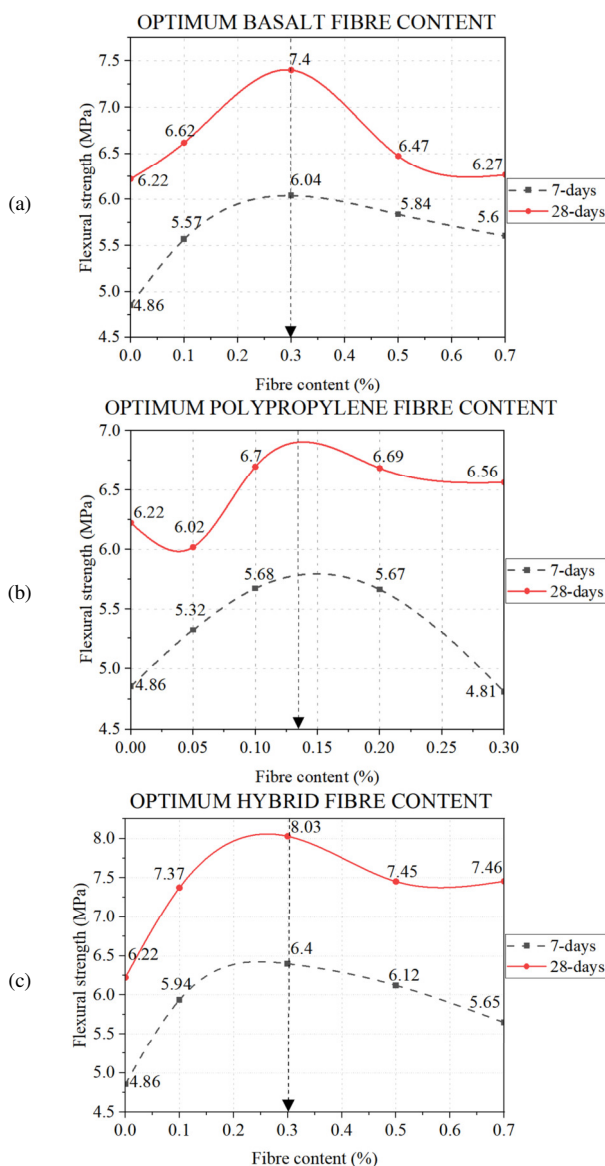 OPTIMUM BASALT FIBRE CONTENT
(a)
Flexural strength (MPa)
7.5
7.0
6.5
6.0
5.5
5.0
4.5
6.22
6.62
7.4
6.47
6.27
4.86
5.57
6.04
5.84
5.6
7-days
28-days
0.0 0.1 0.2 0.3 0.4 0.5 0.6 0.7
Fibre content (%)
OPTIMUM POLYPROPYLENE FIBRE CONTENT
(b)
Flexural strength (MPa)
7.0
6.5
6.0
5.5
5.0
4.5
6.22
6.02
6.7
6.69
6.56
4.86
5.32
5.68
5.67
4.81
7-days
28-days
0.00 0.05 0.10 0.15 0.20 0.25 0.30
Fibre content (%)
OPTIMUM HYBRID FIBRE CONTENT
(c)
Flexural strength (MPa)
8.0
7.5
7.0
6.5
6.0
5.5
5.0
4.5
6.22
7.37
8.03
7.45
7.46
4.86
5.94
6.4
6.12
5.65
7-days
28-days
0.0 0.1 0.2 0.3 0.4 0.5 0.6 0.7
Fibre content (%)